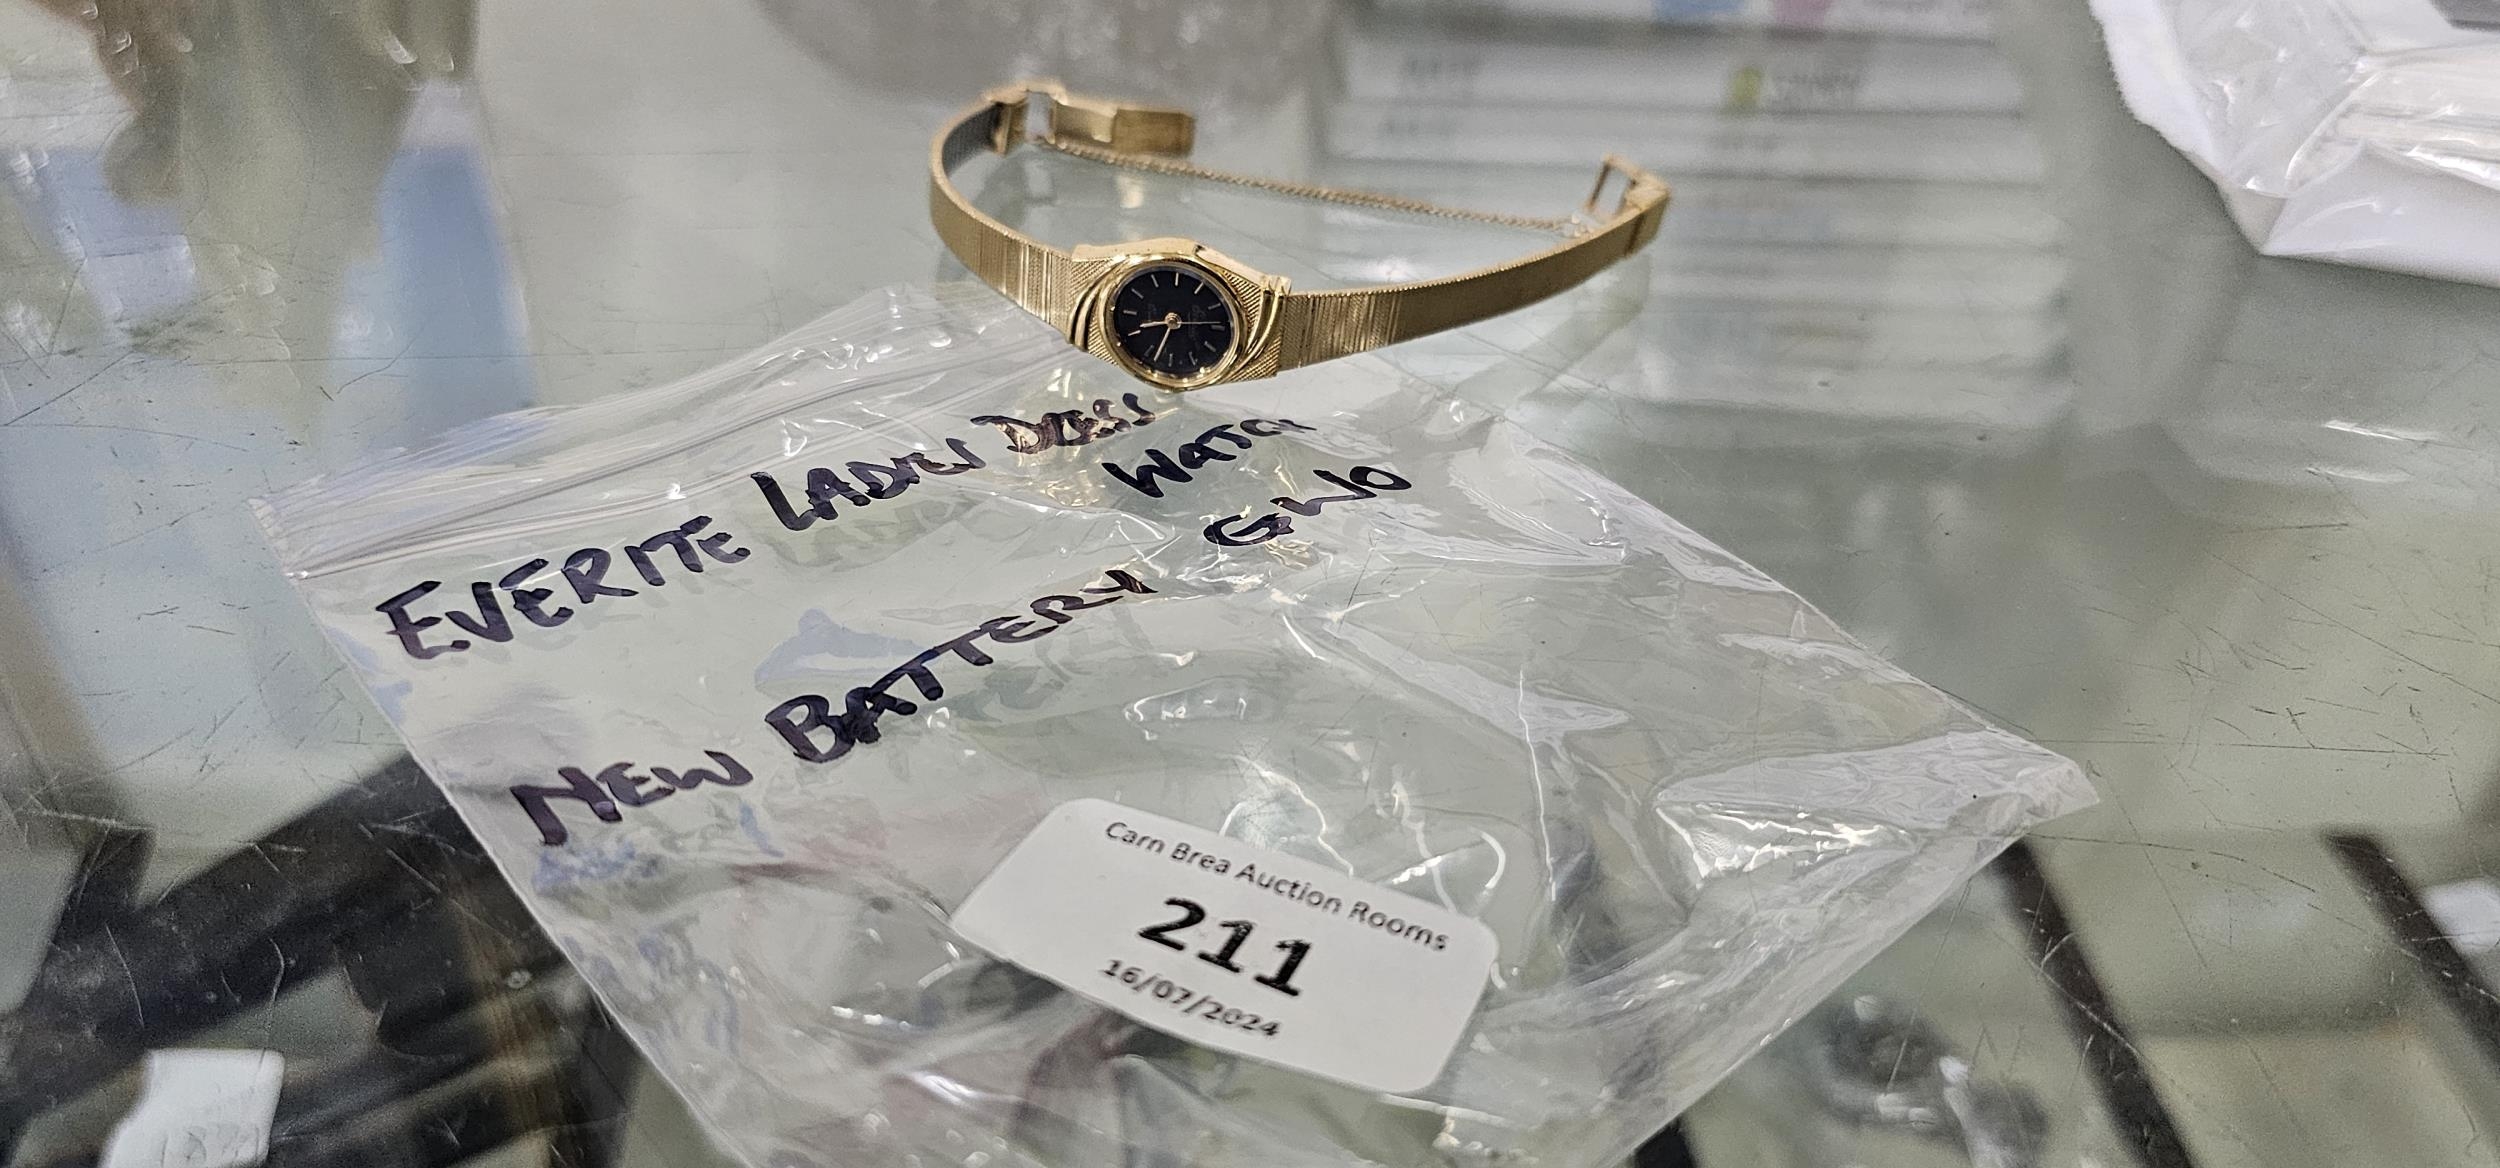 EVERITE LADIES DRESS
WATCH
NEW BATTERY GWO
Carn Brea Auction Rooms
211
16/07/2024